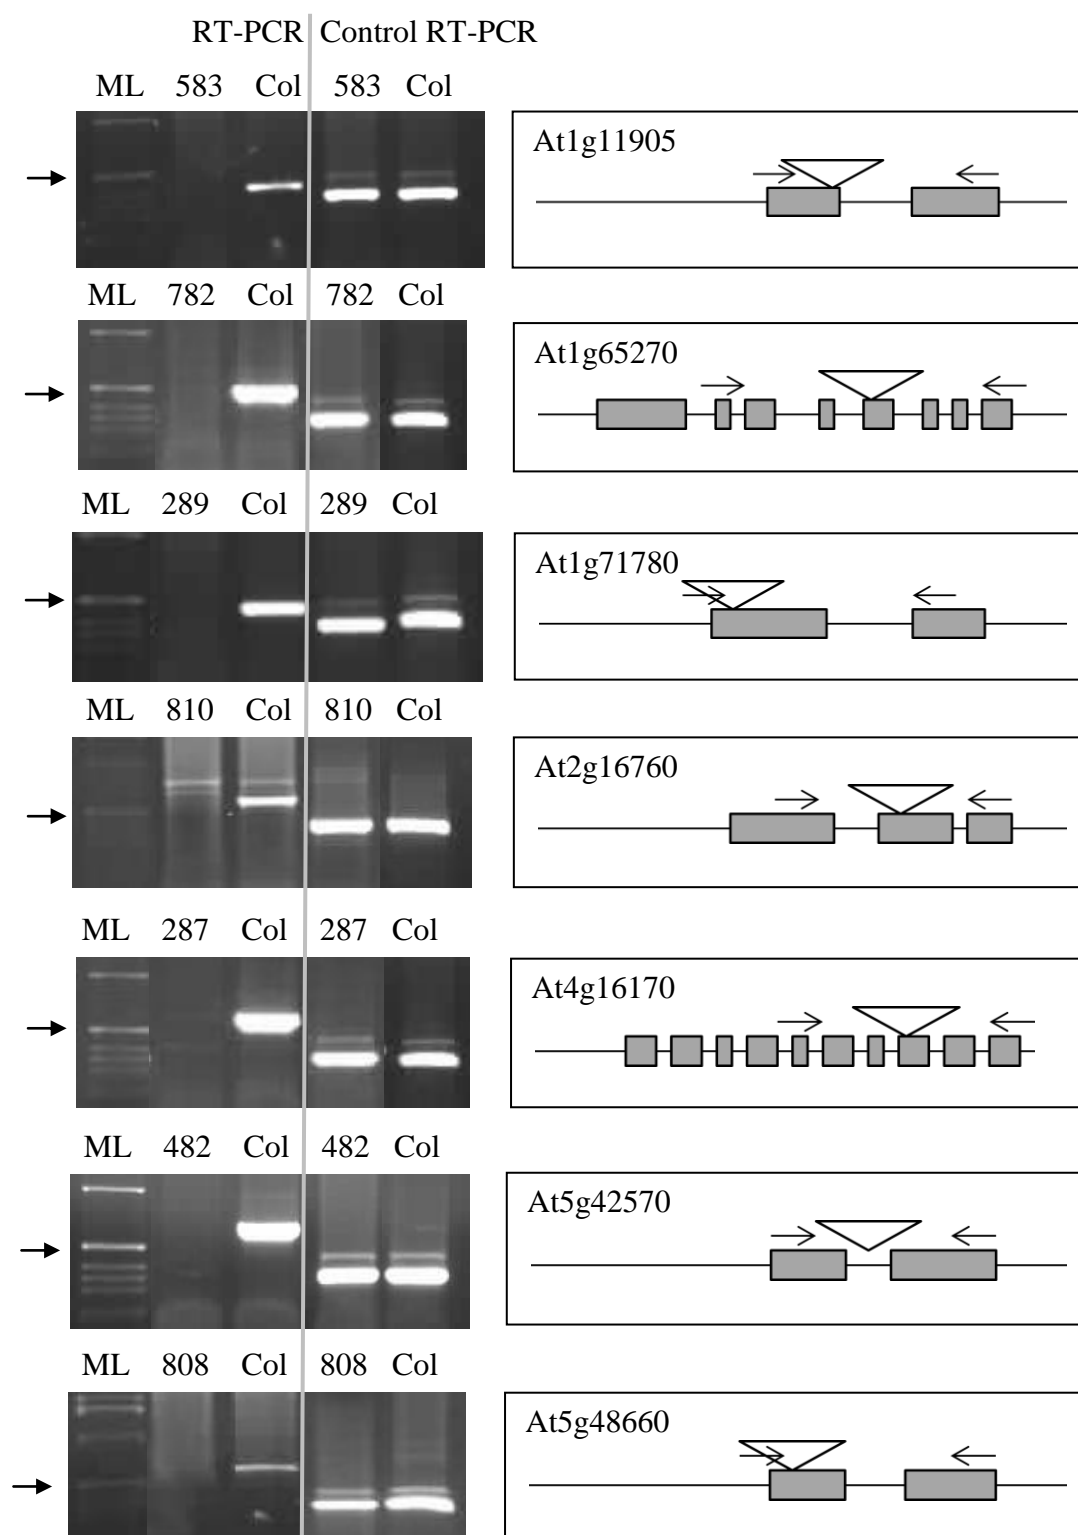 RT-PCR Control RT-PCR
ML 583 Col 583 Col
At1g11905
ML 782 Col 782 Col
At1g65270
ML 289 Col 289 Col
At1g71780
ML 810 Col 810 Col
At2g16760
ML 287 Col 287 Col
At4g16170
ML 482 Col 482 Col
At5g42570
ML 808 Col 808 Col
At5g48660